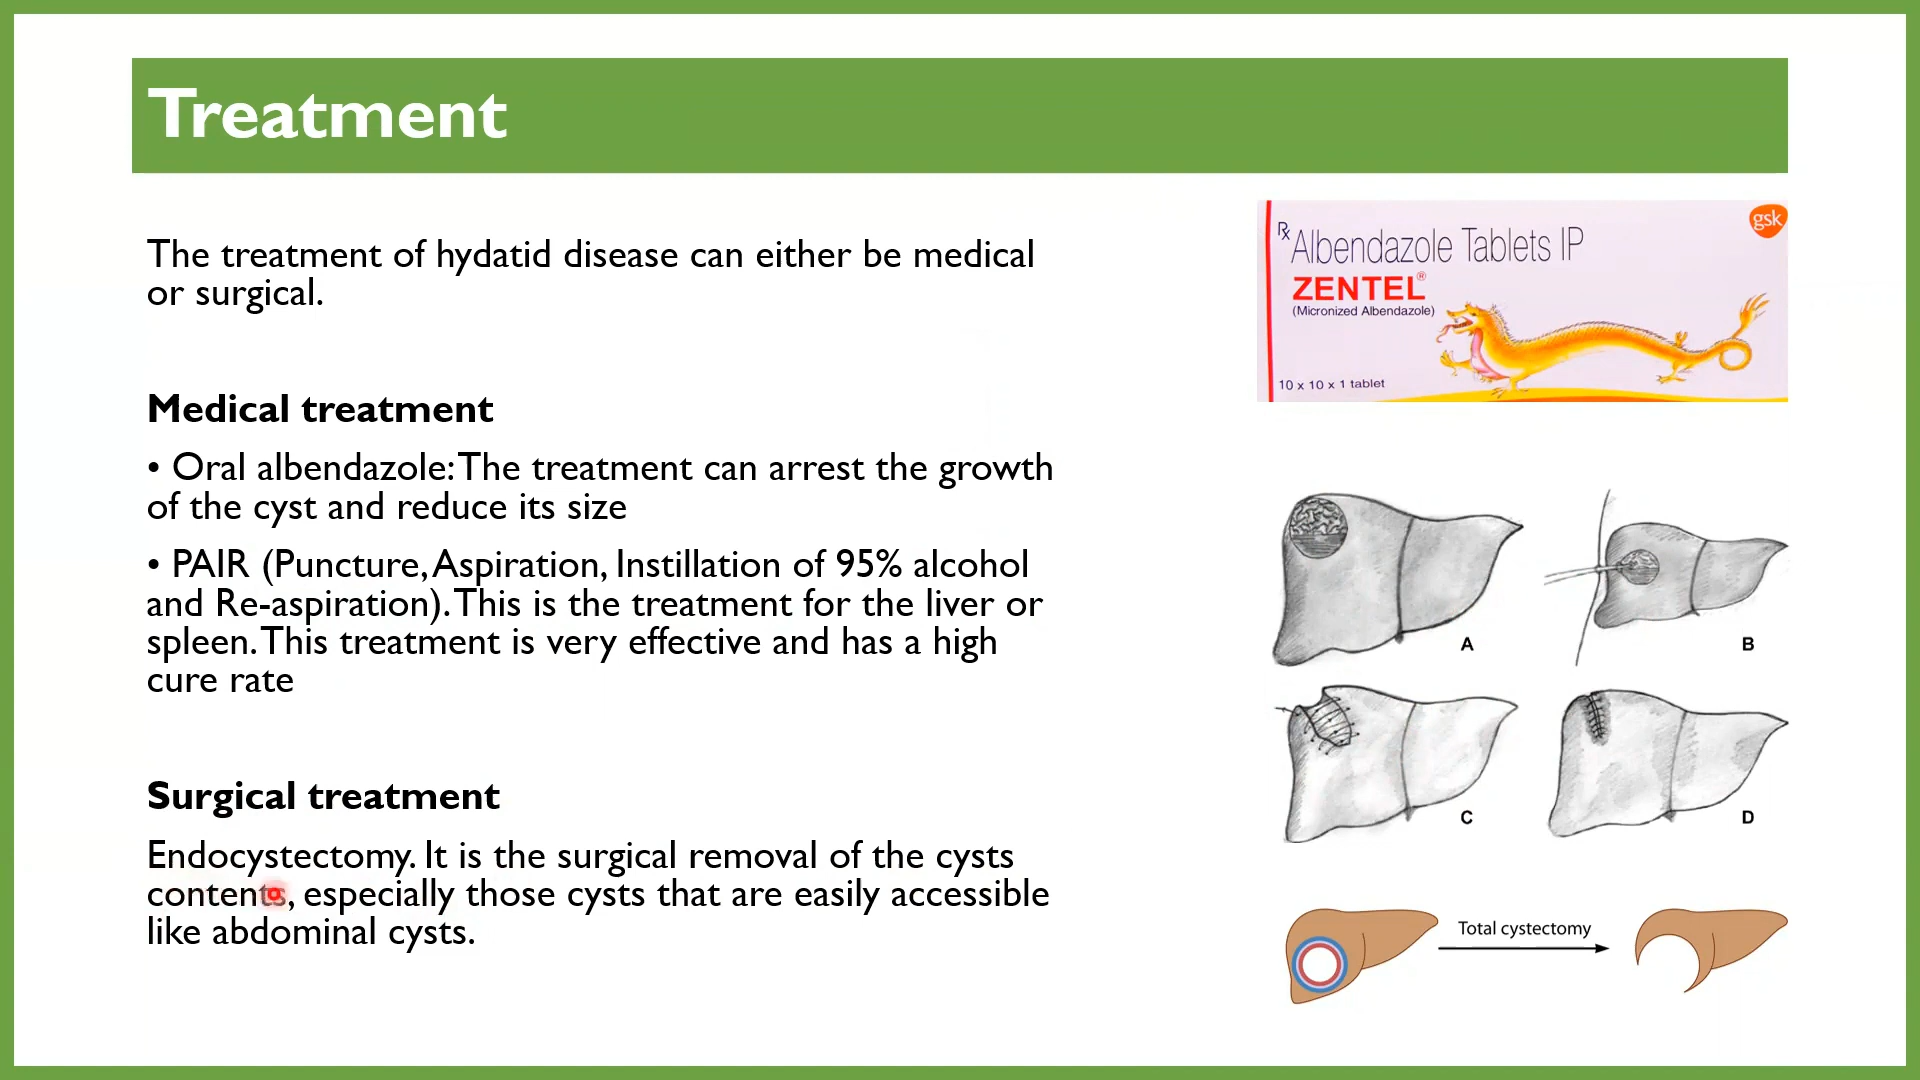 Treatment
The treatment of hydatid disease can either be medical
or surgical.
Medical treatment
• Oral albendazole: The treatment can arrest the growth
of the cyst and reduce its size
• PAIR (Puncture, Aspiration, Instillation of 95% alcohol
and Re-aspiration). This is the treatment for the liver or
spleen. This treatment is very effective and has a high
cure rate
Surgical treatment
Endocystectomy. It is the surgical removal of the cysts
contents, especially those cysts that are easily accessible
like abdominal cysts.
gsk
Rx Albendazole Tablets IP
ZENTEL®
(Micronized Albendazole)
10 x 10 x 1 tablet
A
B
C
D
Total cystectomy